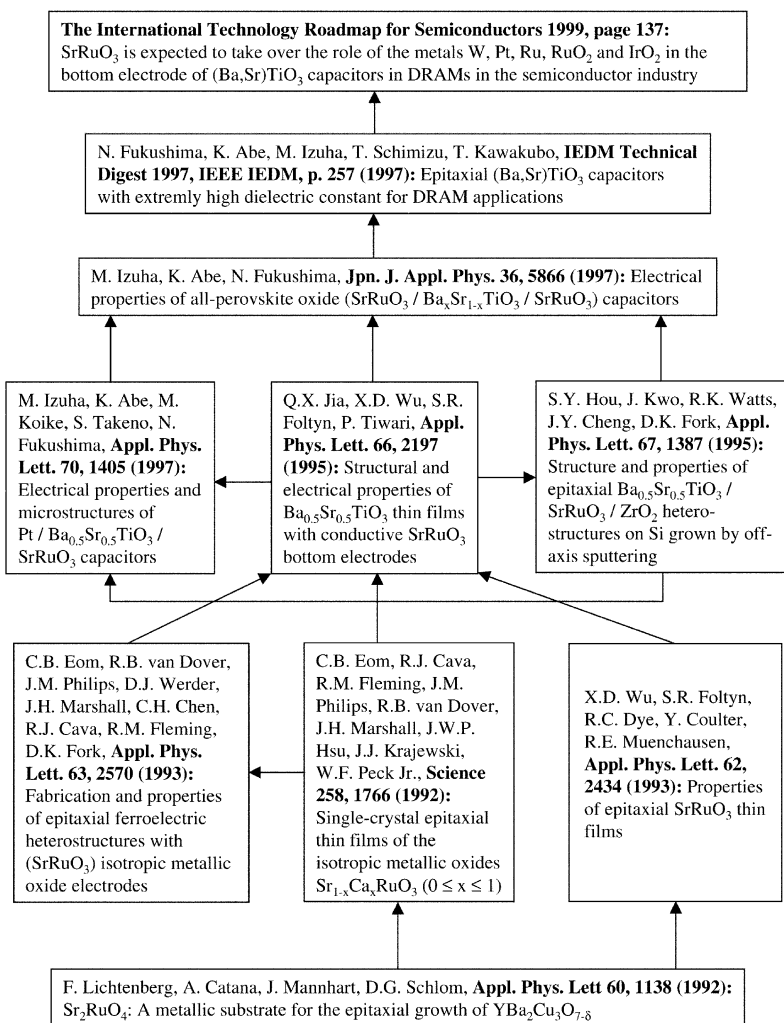 The International Technology Roadmap for Semiconductors 1999, page 137:
SrRuO₃ is expected to take over the role of the metals W, Pt, Ru, RuO₂ and IrO₂ in the
bottom electrode of (Ba,Sr)TiO₃ capacitors in DRAMs in the semiconductor industry
N. Fukushima, K. Abe, M. Izuha, T. Schimizu, T. Kawakubo, IEDM Technical
Digest 1997, IEEE IEDM, p. 257 (1997): Epitaxial (Ba,Sr)TiO₃ capacitors
with extremly high dielectric constant for DRAM applications
M. Izuha, K. Abe, N. Fukushima, Jpn. J. Appl. Phys. 36, 5866 (1997): Electrical
properties of all-perovskite oxide (SrRuO₃ / BaₓSr₁₋ₓTiO₃ / SrRuO₃) capacitors
M. Izuha, K. Abe, M.
Koike, S. Takeno, N.
Fukushima, Appl. Phys.
Lett. 70, 1405 (1997):
Electrical properties and
microstructures of
Pt / Ba₀.₅Sr₀.₅TiO₃ /
SrRuO₃ capacitors
Q.X. Jia, X.D. Wu, S.R.
Foltyn, P. Tiwari, Appl.
Phys. Lett. 66, 2197
(1995): Structural and
electrical properties of
Ba₀.₅Sr₀.₅TiO₃ thin films
with conductive SrRuO₃
bottom electrodes
S.Y. Hou, J. Kwo, R.K. Watts,
J.Y. Cheng, D.K. Fork, Appl.
Phys. Lett. 67, 1387 (1995):
Structure and properties of
epitaxial Ba₀.₅Sr₀.₅TiO₃ /
SrRuO₃ / ZrO₂ hetero-
structures on Si grown by off-
axis sputtering
C.B. Eom, R.B. van Dover,
J.M. Philips, D.J. Werder,
J.H. Marshall, C.H. Chen,
R.J. Cava, R.M. Fleming,
D.K. Fork, Appl. Phys.
Lett. 63, 2570 (1993):
Fabrication and properties
of epitaxial ferroelectric
heterostructures with
(SrRuO₃) isotropic metallic
oxide electrodes
C.B. Eom, R.J. Cava,
R.M. Fleming, J.M.
Philips, R.B. van Dover,
J.H. Marshall, J.W.P.
Hsu, J.J. Krajewski,
W.F. Peck Jr., Science
258, 1766 (1992):
Single-crystal epitaxial
thin films of the
isotropic metallic oxides
Sr₁₋ₓCaₓRuO₃ (0 ≤ x ≤ 1)
X.D. Wu, S.R. Foltyn,
R.C. Dye, Y. Coulter,
R.E. Muenchausen,
Appl. Phys. Lett. 62,
2434 (1993): Properties
of epitaxial SrRuO₃ thin
films
F. Lichtenberg, A. Catana, J. Mannhart, D.G. Schlom, Appl. Phys. Lett 60, 1138 (1992):
Sr₂RuO₄: A metallic substrate for the epitaxial growth of YBa₂Cu₃O₇₋δ